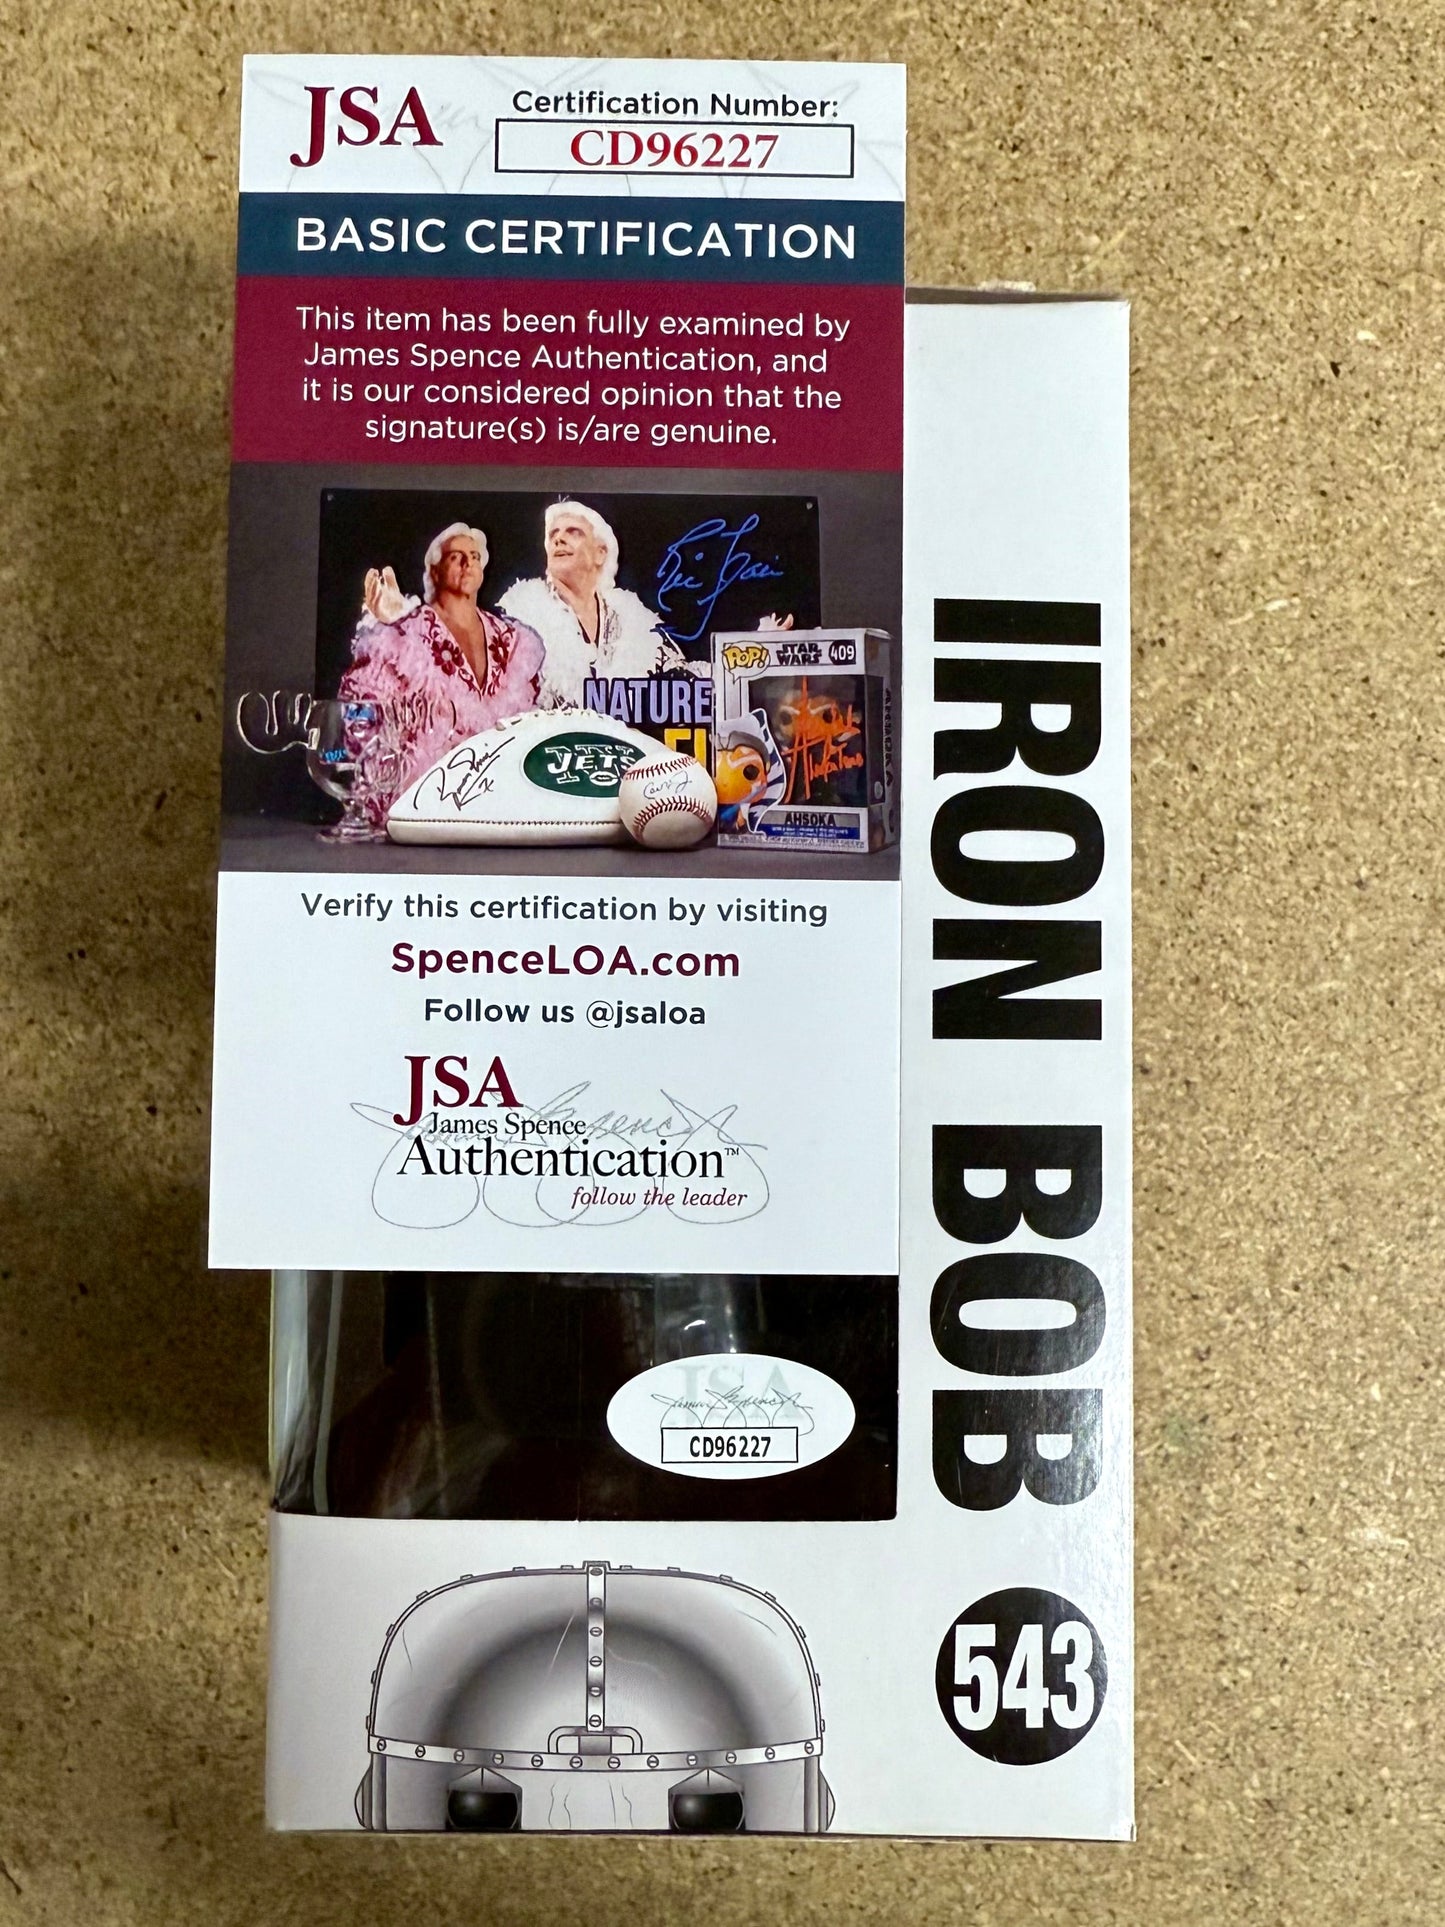 JSA
Certification Number:
CD96227
BASIC CERTIFICATION
This item has been fully examined by
James Spence Authentication, and
it is our considered opinion that the
signature(s) is/are genuine.
POP!
STAR
WARS
409
NATURE
JETS
AHSOKA
Verify this certification by visiting
SpenceLOA.com
Follow us @jsaloa
JSA
James Spence
Authentication™
follow the leader
JSA
CD96227
IRON BOB
543